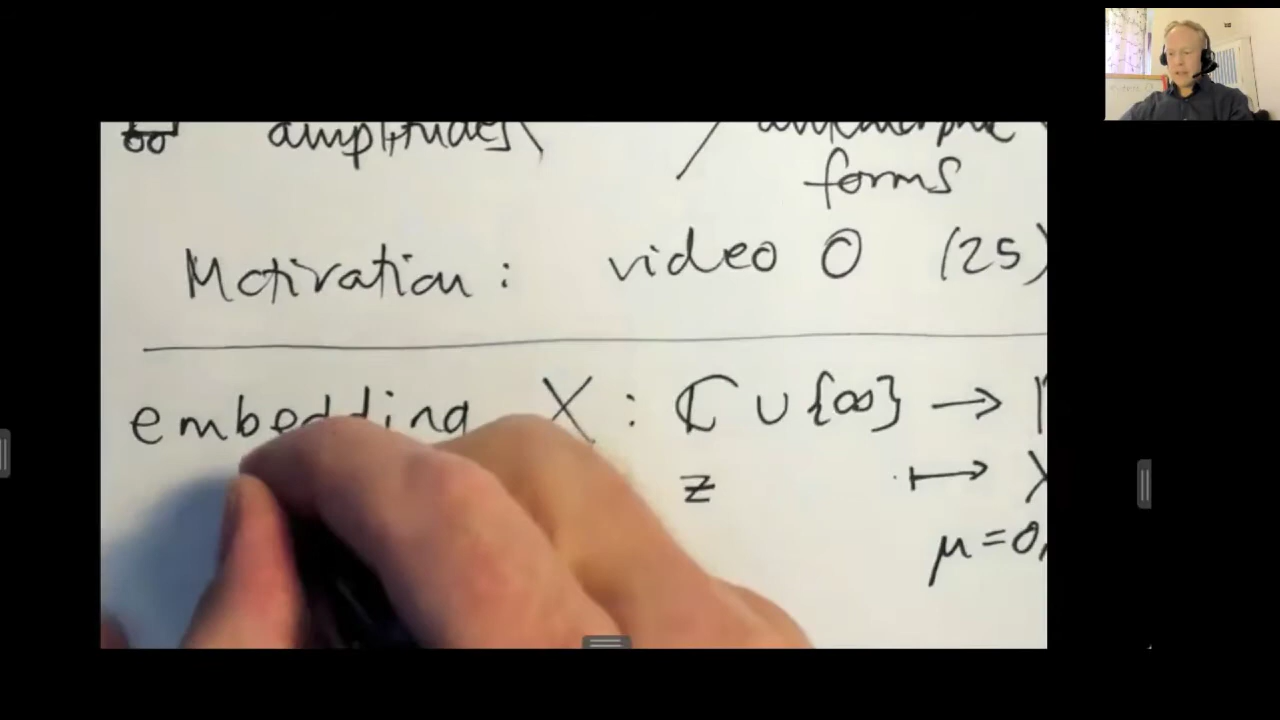 amplitudes
forms
Motivation : video 0 (25)
embedding X : ℂ ∪ {∞} →
z ↦
μ = 0,